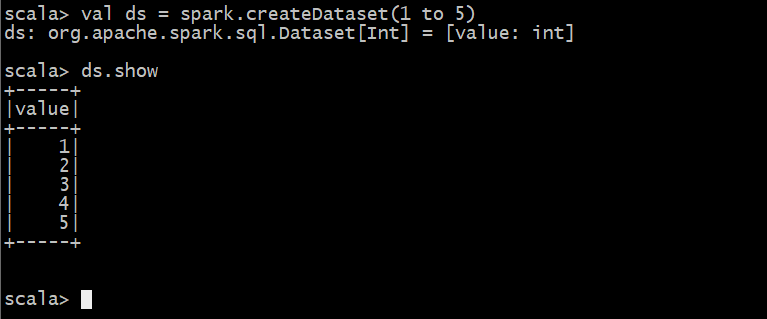 scala> val ds = spark.createDataset(1 to 5)
ds: org.apache.spark.sql.Dataset[Int] = [value: int]
scala> ds.show
+-----+
|value|
+-----+
|    1|
|    2|
|    3|
|    4|
|    5|
+-----+
scala>